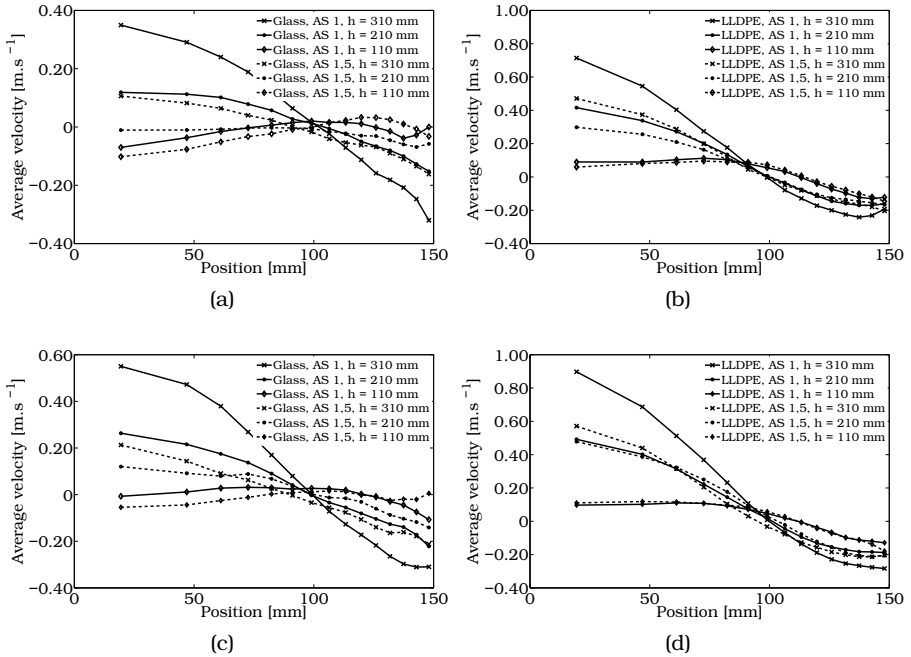 0.40
0.20
0
−0.20
−0.40
Average velocity [m.s ⁻¹]
Glass, AS 1, h = 310 mm
Glass, AS 1, h = 210 mm
Glass, AS 1, h = 110 mm
Glass, AS 1,5, h = 310 mm
Glass, AS 1,5, h = 210 mm
Glass, AS 1,5, h = 110 mm
0 50 100 150
Position [mm]
(a)
1.00
0.80
0.60
0.40
0.20
0
−0.20
−0.40
Average velocity [m.s ⁻¹]
LLDPE, AS 1, h = 310 mm
LLDPE, AS 1, h = 210 mm
LLDPE, AS 1, h = 110 mm
LLDPE, AS 1,5, h = 310 mm
LLDPE, AS 1,5, h = 210 mm
LLDPE, AS 1,5, h = 110 mm
0 50 100 150
Position [mm]
(b)
0.60
0.40
0.20
0
−0.20
−0.40
Average velocity [m.s ⁻¹]
Glass, AS 1, h = 310 mm
Glass, AS 1, h = 210 mm
Glass, AS 1, h = 110 mm
Glass, AS 1,5, h = 310 mm
Glass, AS 1,5, h = 210 mm
Glass, AS 1,5, h = 110 mm
0 50 100 150
Position [mm]
(c)
1.00
0.80
0.60
0.40
0.20
0
−0.20
−0.40
Average velocity [m.s ⁻¹]
LLDPE, AS 1, h = 310 mm
LLDPE, AS 1, h = 210 mm
LLDPE, AS 1, h = 110 mm
LLDPE, AS 1,5, h = 310 mm
LLDPE, AS 1,5, h = 210 mm
LLDPE, AS 1,5, h = 110 mm
0 50 100 150
Position [mm]
(d)